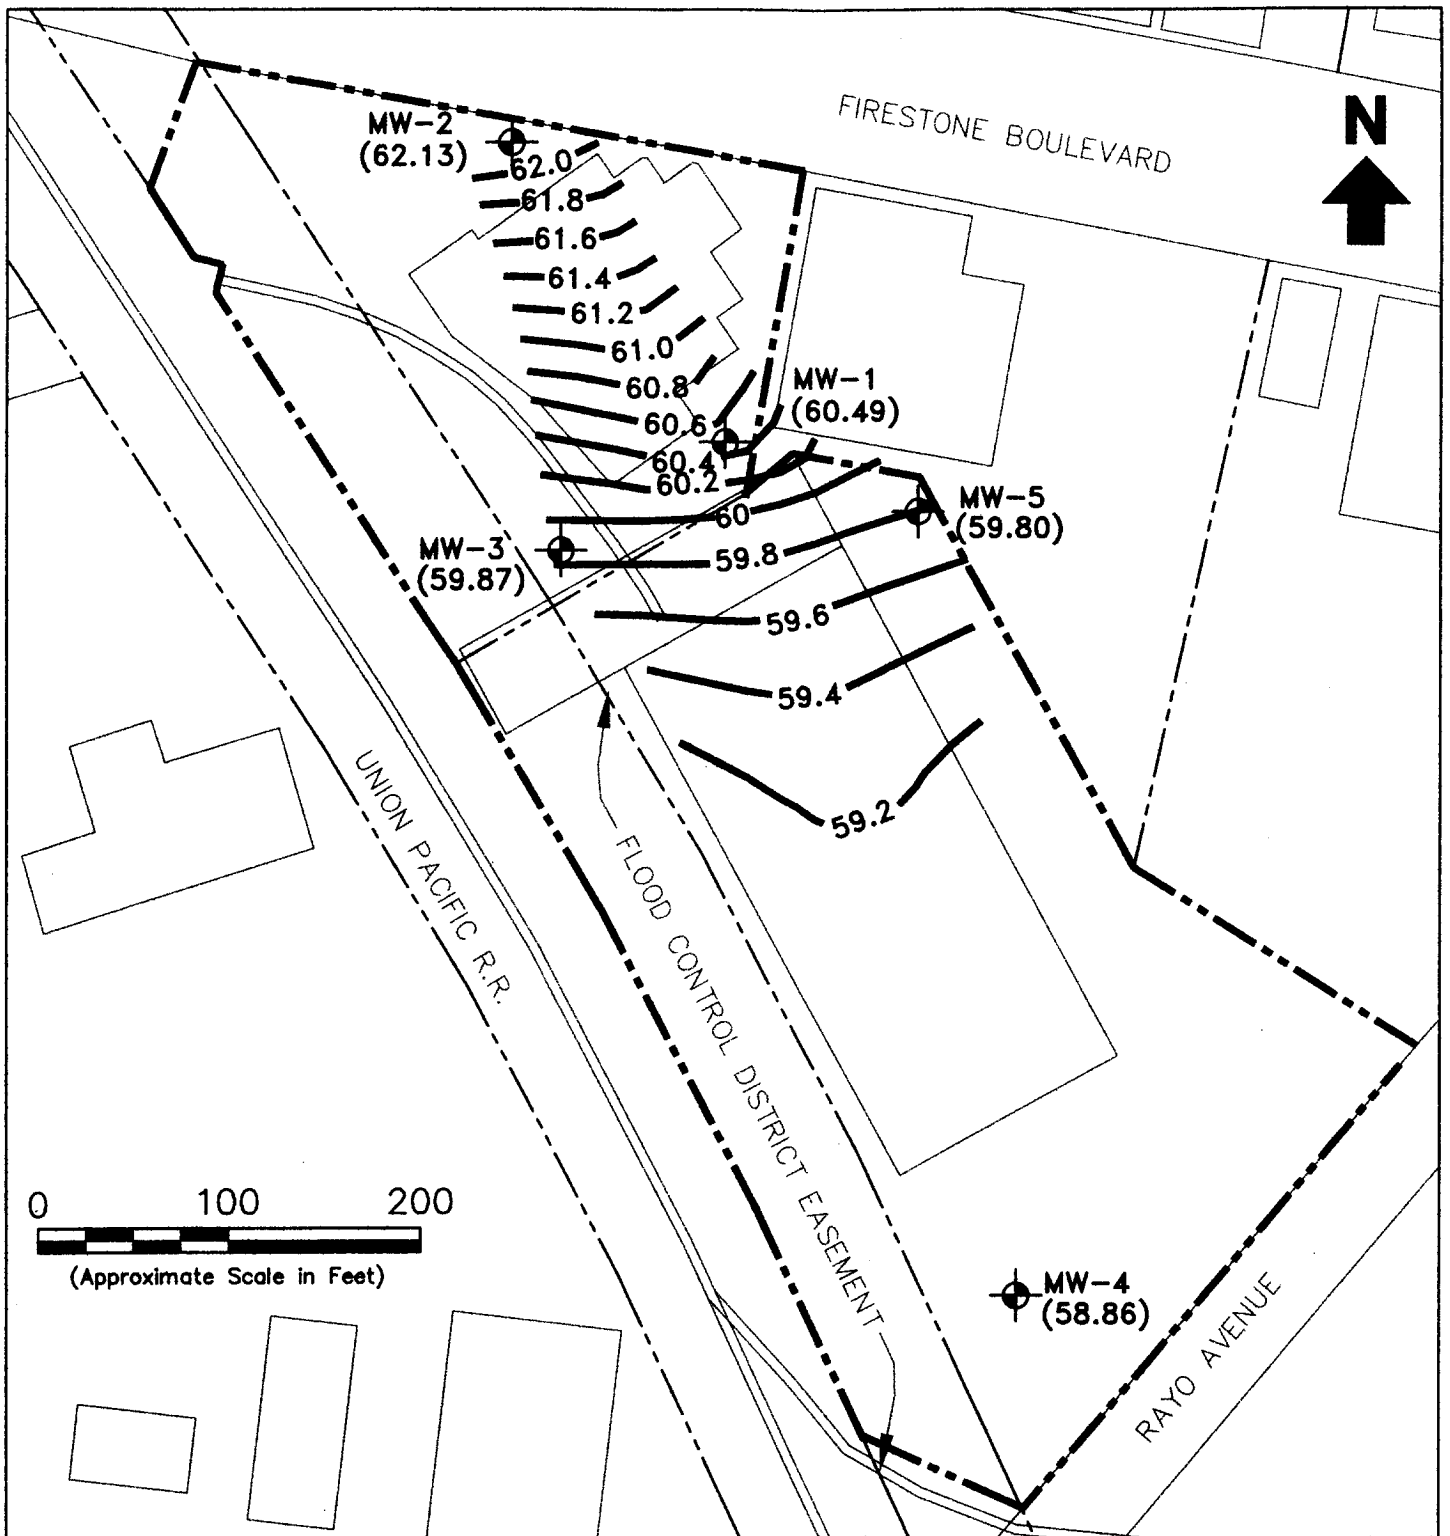 FIRESTONE BOULEVARD
N
MW-2
(62.13)
62.0
61.8
61.6
61.4
61.2
61.0
60.8
60.6
60.4
60.2
60
59.8
59.6
59.4
59.2
MW-1
(60.49)
MW-5
(59.80)
MW-3
(59.87)
UNION PACIFIC R.R.
FLOOD CONTROL DISTRICT EASEMENT
0 100 200
(Approximate Scale in Feet)
MW-4
(58.86)
RAYO AVENUE